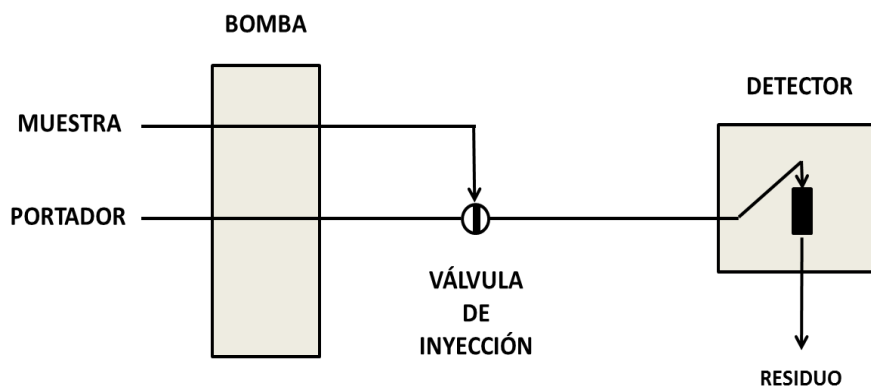 BOMBA
DETECTOR
MUESTRA
PORTADOR
VÁLVULA
DE
INYECCIÓN
RESIDUO